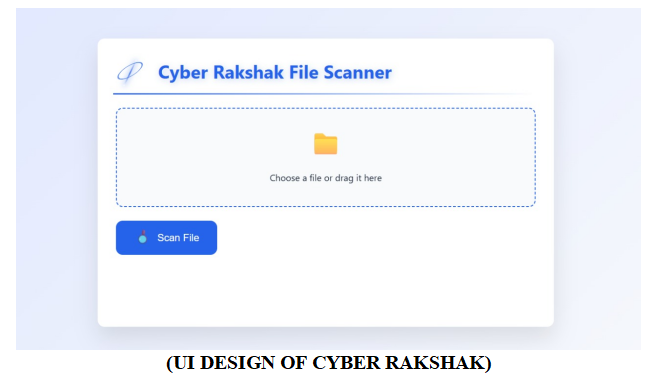 Cyber Rakshak File Scanner
Choose a file or drag it here
Scan File
(UI DESIGN OF CYBER RAKSHAK)